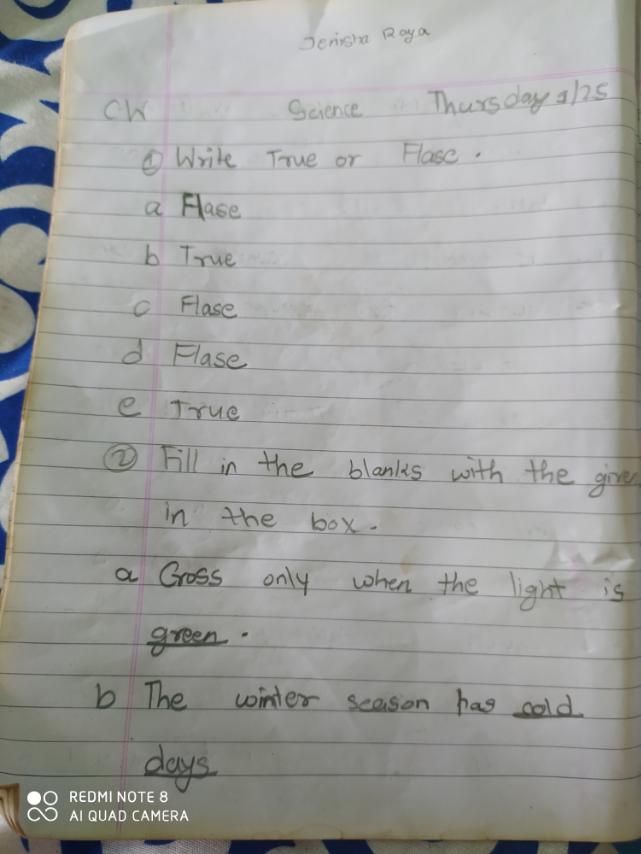 Jenisha Raya
CW Science Thursday 2/25
① Write True or Flase.
a Flase
b True
c Flase
d Flase
e True
② Fill in the blanks with the given
in the box.
a Cross only when the light is
green.
b The winter season has cold
days
REDMI NOTE 8
AI QUAD CAMERA